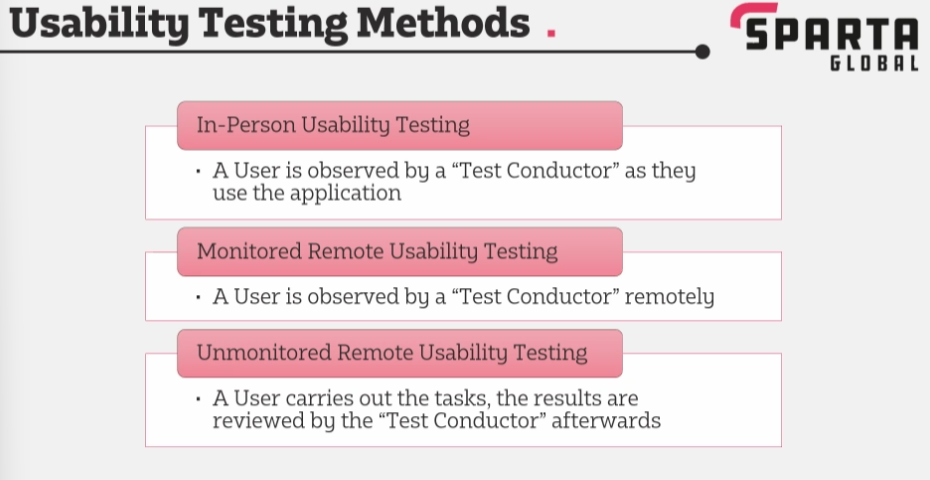 Usability Testing Methods .
SPARTA
GLOBAL
In-Person Usability Testing
• A User is observed by a “Test Conductor” as they
use the application
Monitored Remote Usability Testing
• A User is observed by a “Test Conductor” remotely
Unmonitored Remote Usability Testing
• A User carries out the tasks, the results are
reviewed by the “Test Conductor” afterwards